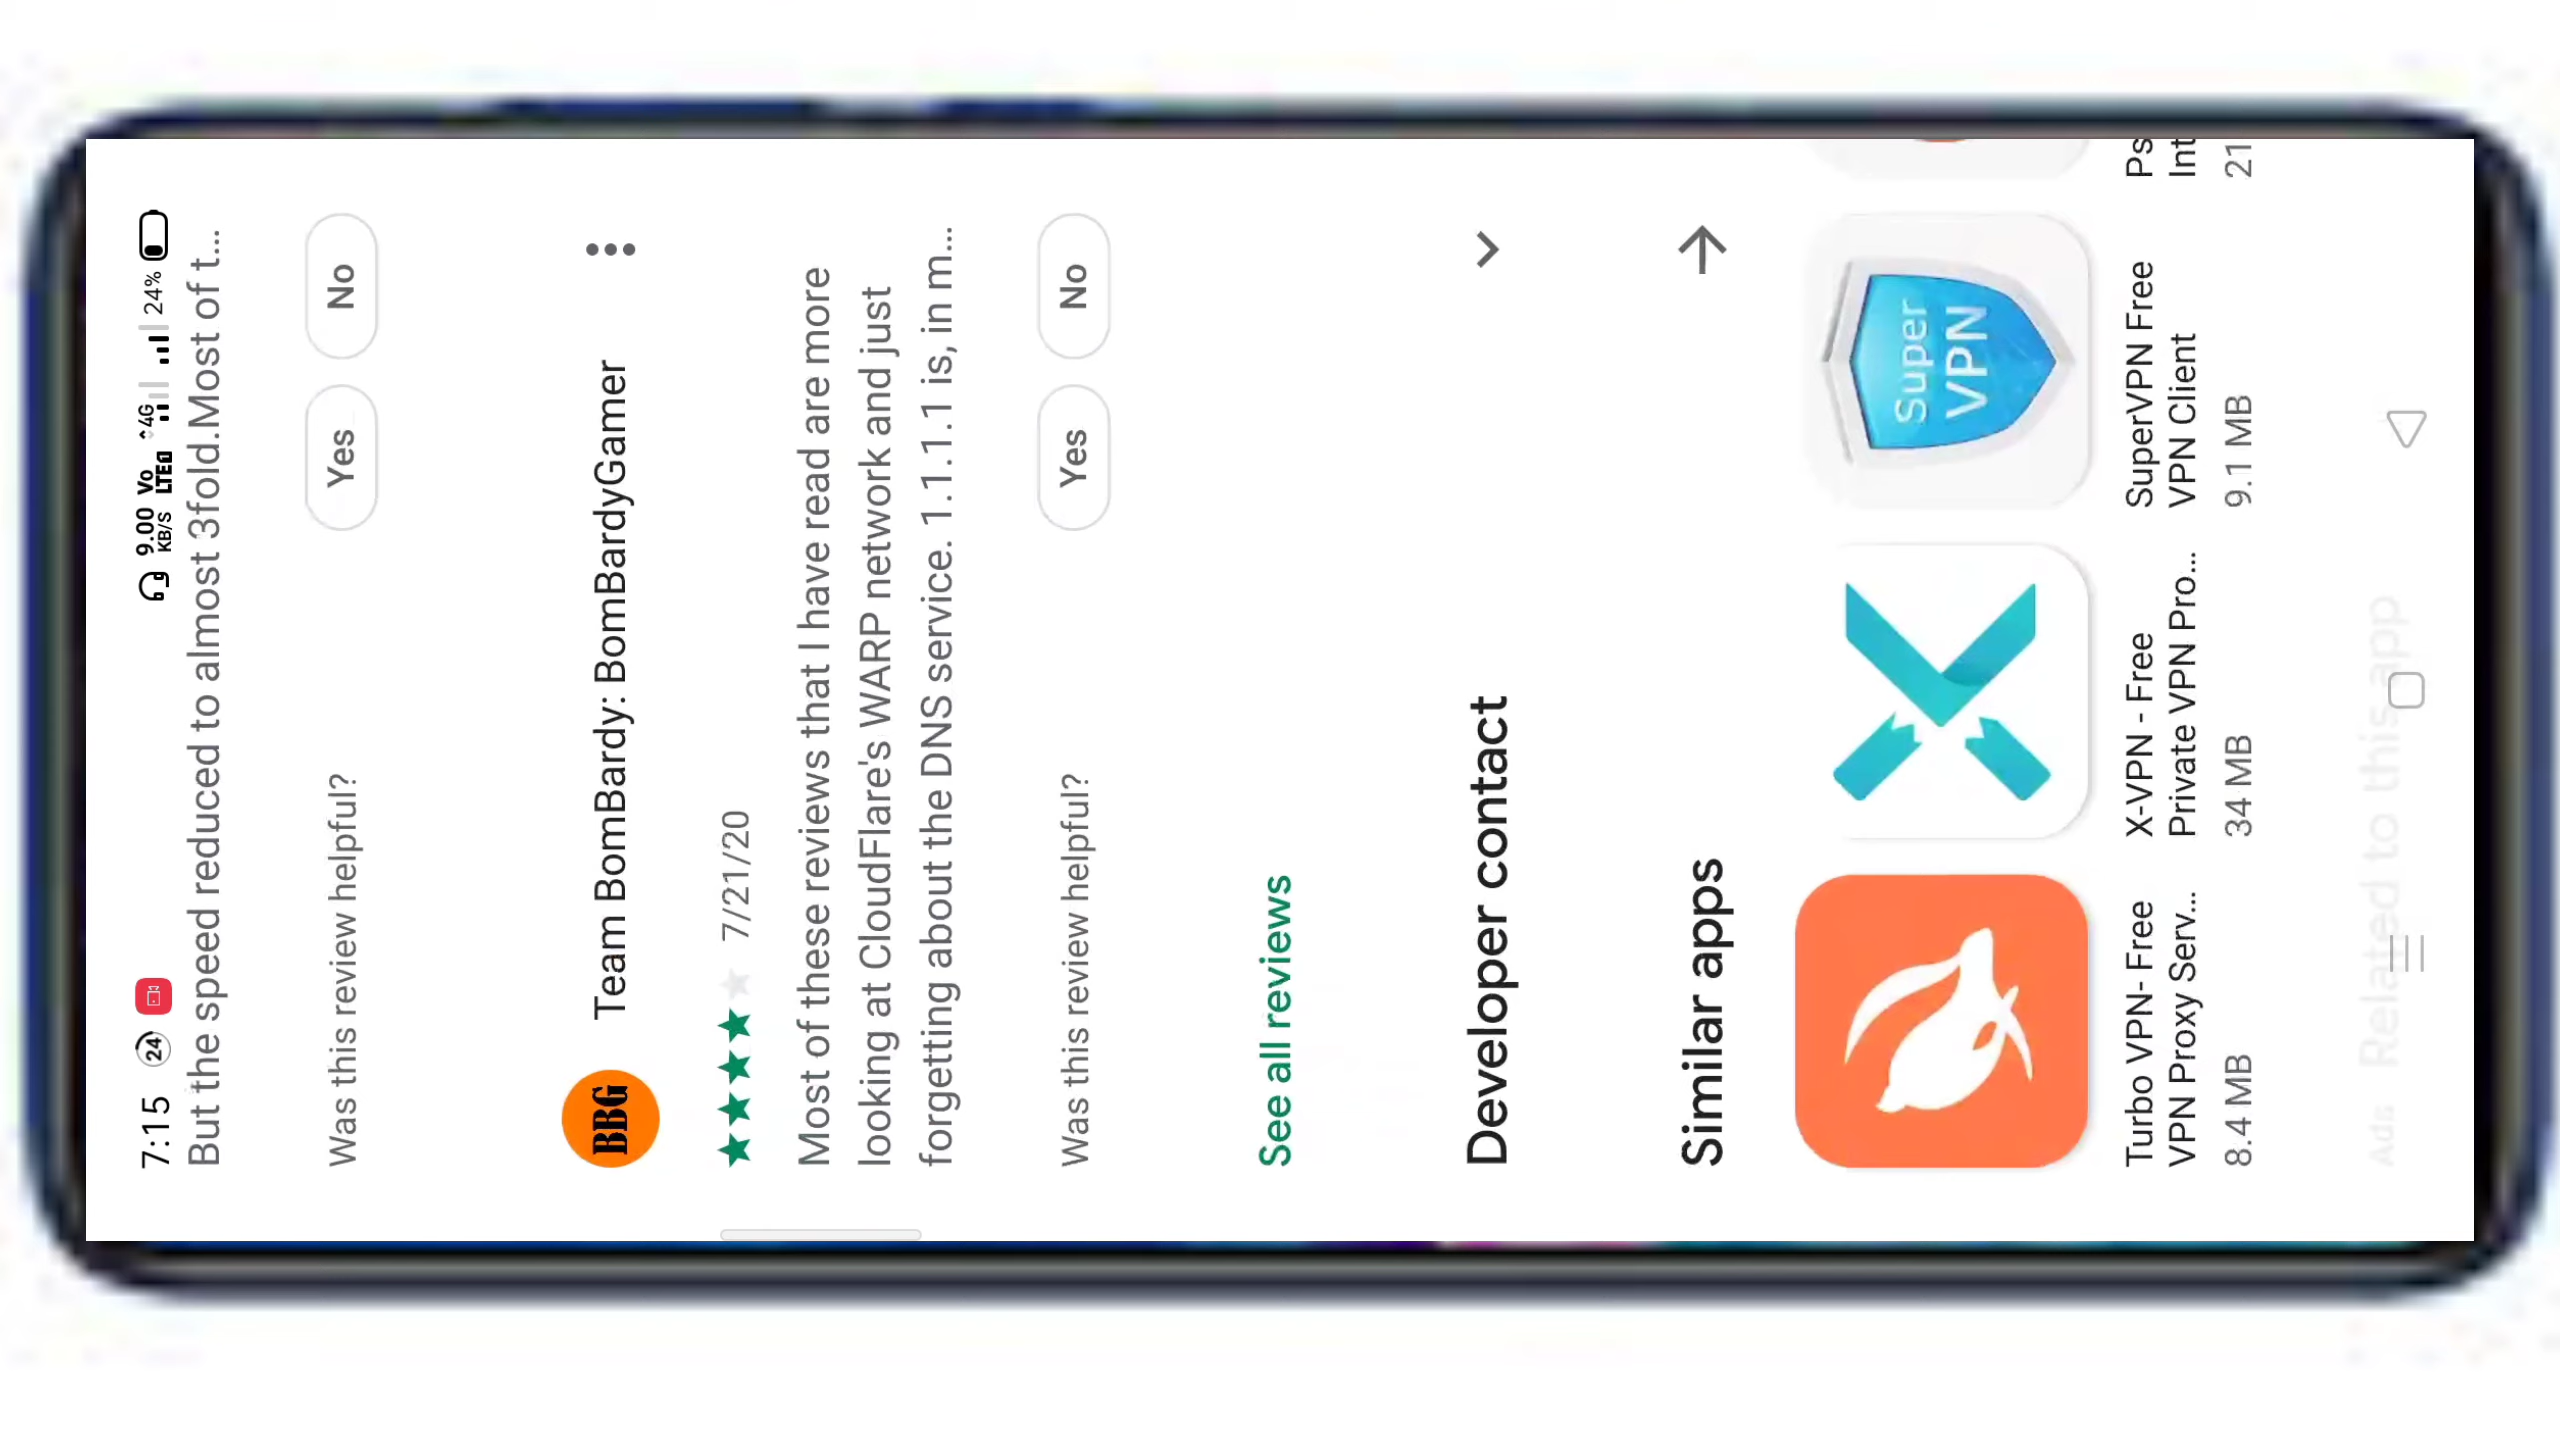 7:15 24 9.00 KB/S Vo LTE 4G 24%
But the speed reduced to almost 3fold.Most of t...
Was this review helpful? Yes No
BBG Team BomBardy: BomBardyGamer
7/21/20
Most of these reviews that I have read are more
looking at CloudFlare's WARP network and just
forgetting about the DNS service. 1.1.1.1 is, in m...
Was this review helpful? Yes No
See all reviews
Developer contact
Similar apps
Super
VPN
Turbo VPN- Free
VPN Proxy Serv...
8.4 MB
X-VPN - Free
Private VPN Pro...
34 MB
SuperVPN Free
VPN Client
9.1 MB
Ps
Int
21
Ads Related to this app